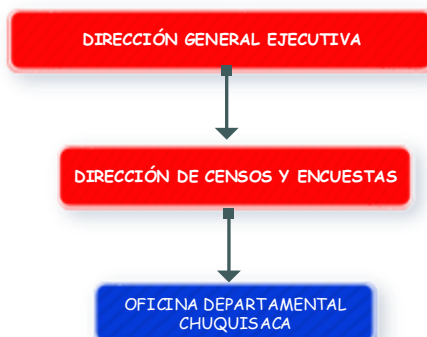 DIRECCIÓN GENERAL EJECUTIVA
DIRECCIÓN DE CENSOS Y ENCUESTAS
OFICINA DEPARTAMENTAL
CHUQUISACA